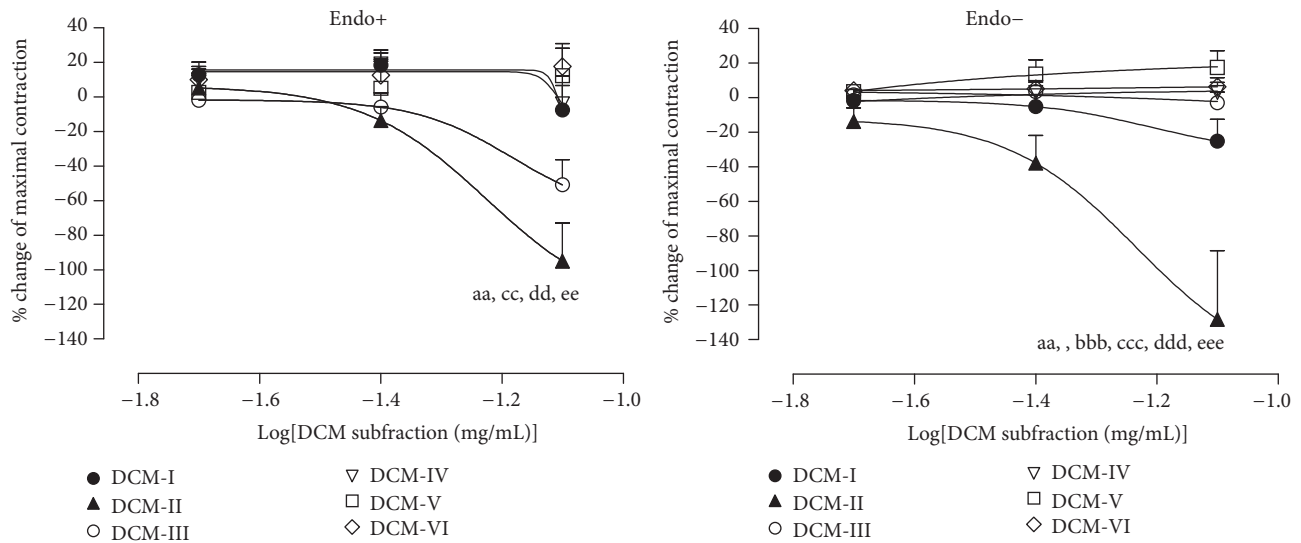 Endo+
% change of maximal contraction
40
20
0
−20
−40
−60
−80
−100
−120
−140
aa, cc, dd, ee
−1.8
−1.6
−1.4
−1.2
−1.0
Log[DCM subfraction (mg/mL)]
DCM-I
DCM-II
DCM-III
DCM-IV
DCM-V
DCM-VI
Endo−
% change of maximal contraction
40
20
0
−20
−40
−60
−80
−100
−120
−140
aa, , bbb, ccc, ddd, eee
−1.8
−1.6
−1.4
−1.2
−1.0
Log[DCM subfraction (mg/mL)]
DCM-I
DCM-II
DCM-III
DCM-IV
DCM-V
DCM-VI